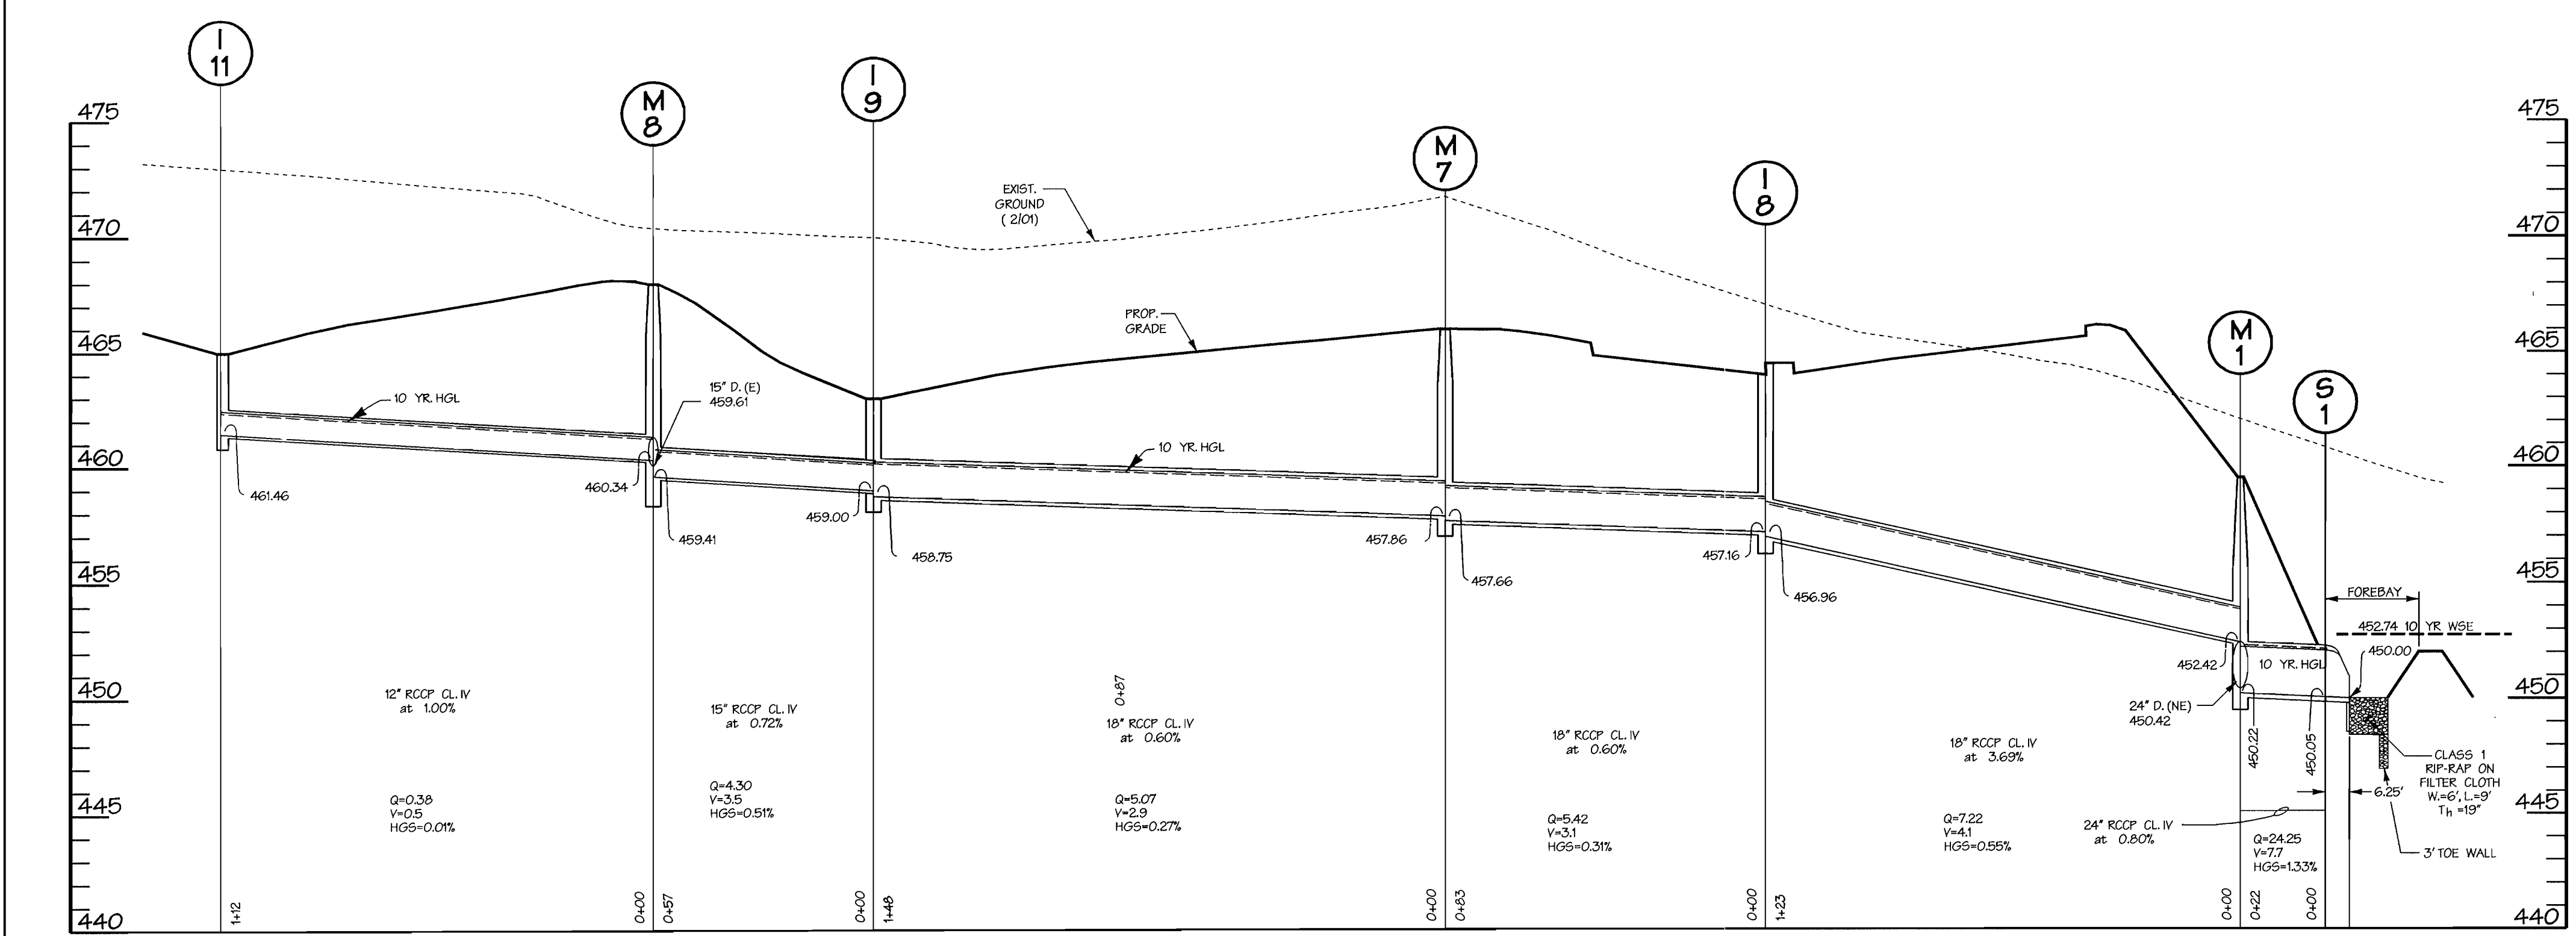 I
11
M
8
I
9
M
7
I
8
M
1
S
1
475
470
465
460
455
450
445
440
475
470
465
460
455
450
445
440
EXIST.
GROUND
( 2/01)
PROP.
GRADE
10 YR. HGL
15" D. (E)
459.61
10 YR. HGL
461.46
460.34
459.41
459.00
458.75
457.86
457.66
457.16
456.96
452.42
FOREBAY
452.74 10 YR WSE
450.00
10 YR. HGL
24" D. (NE)
450.42
450.22
450.05
CLASS 1
RIP-RAP ON
FILTER CLOTH
W.=6', L.=9'
Th =19"
6.25'
3' TOE WALL
12" RCCP CL. IV
at 1.00%
15" RCCP CL. IV
at 0.72%
0+87
18" RCCP CL. IV
at 0.60%
18" RCCP CL. IV
at 0.60%
18" RCCP CL. IV
at 3.69%
24" RCCP CL. IV
at 0.80%
Q=0.38
V=0.5
HGS=0.01%
Q=4.30
V=3.5
HGS=0.51%
Q=5.07
V=2.9
HGS=0.27%
Q=5.42
V=3.1
HGS=0.31%
Q=7.22
V=4.1
HGS=0.55%
Q=24.25
V=7.7
HGS=1.33%
1+12
0+00
0+57
0+00
1+48
0+00
0+83
0+00
1+23
0+00
0+22
0+00